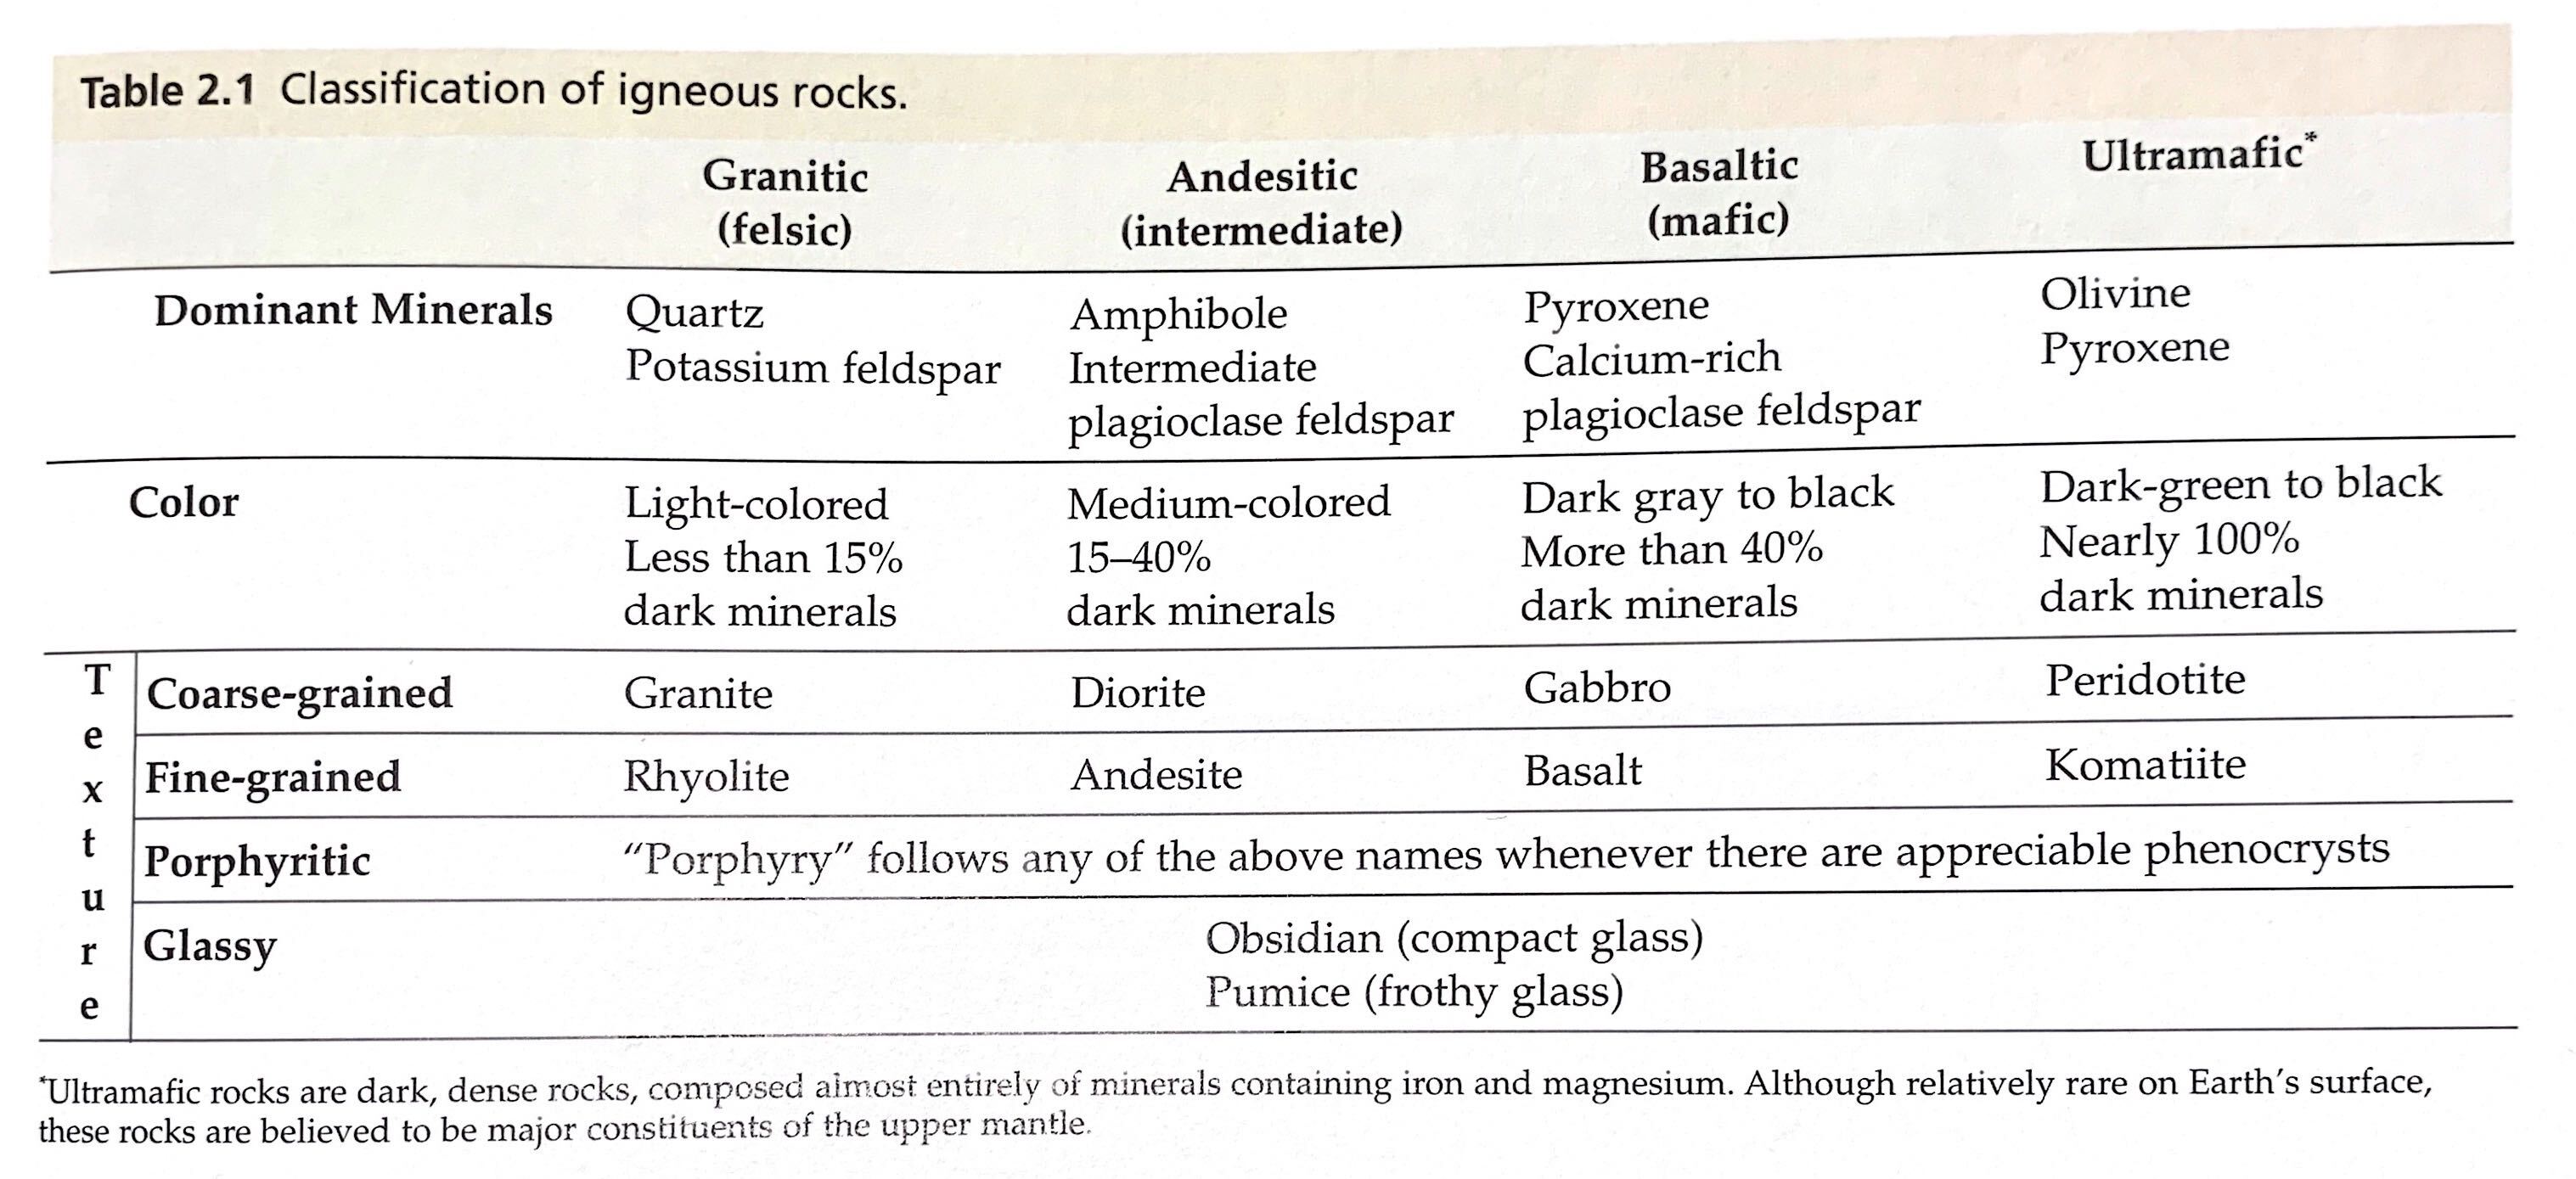 Table 2.1 Classification of igneous rocks.
Granitic Andesitic Basaltic Ultramafic*
(felsic) (intermediate) (mafic)
Dominant Minerals Quartz Amphibole Pyroxene Olivine
Potassium feldspar Intermediate Calcium-rich Pyroxene
plagioclase feldspar plagioclase feldspar
Color Light-colored Medium-colored Dark gray to black Dark-green to black
Less than 15% 15–40% More than 40% Nearly 100%
dark minerals dark minerals dark minerals dark minerals
Texture
Coarse-grained Granite Diorite Gabbro Peridotite
Fine-grained Rhyolite Andesite Basalt Komatiite
Porphyritic "Porphyry" follows any of the above names whenever there are appreciable phenocrysts
Glassy Obsidian (compact glass)
Pumice (frothy glass)
*Ultramafic rocks are dark, dense rocks, composed almost entirely of minerals containing iron and magnesium. Although relatively rare on Earth's surface,
these rocks are believed to be major constituents of the upper mantle.